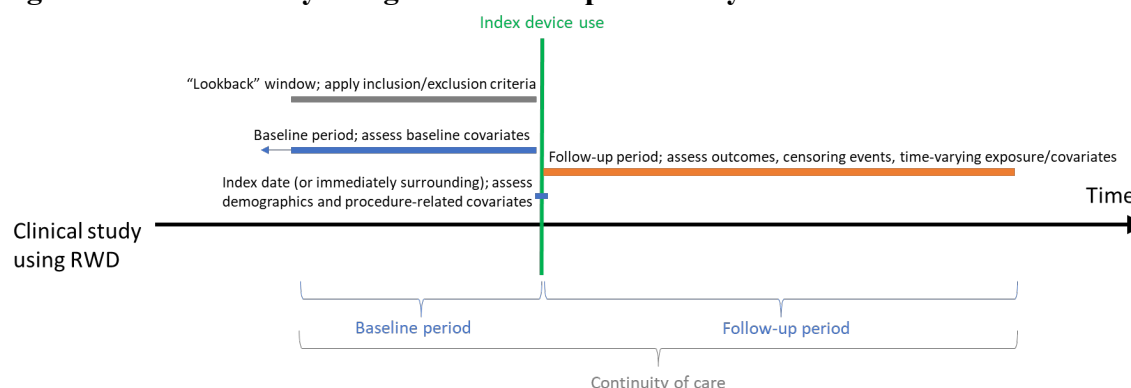 Index device use
“Lookback” window; apply inclusion/exclusion criteria
Baseline period; assess baseline covariates
Follow-up period; assess outcomes, censoring events, time-varying exposure/covariates
Index date (or immediately surrounding); assess
demographics and procedure-related covariates
Time
Clinical study
using RWD
Baseline period
Follow-up period
Continuity of care